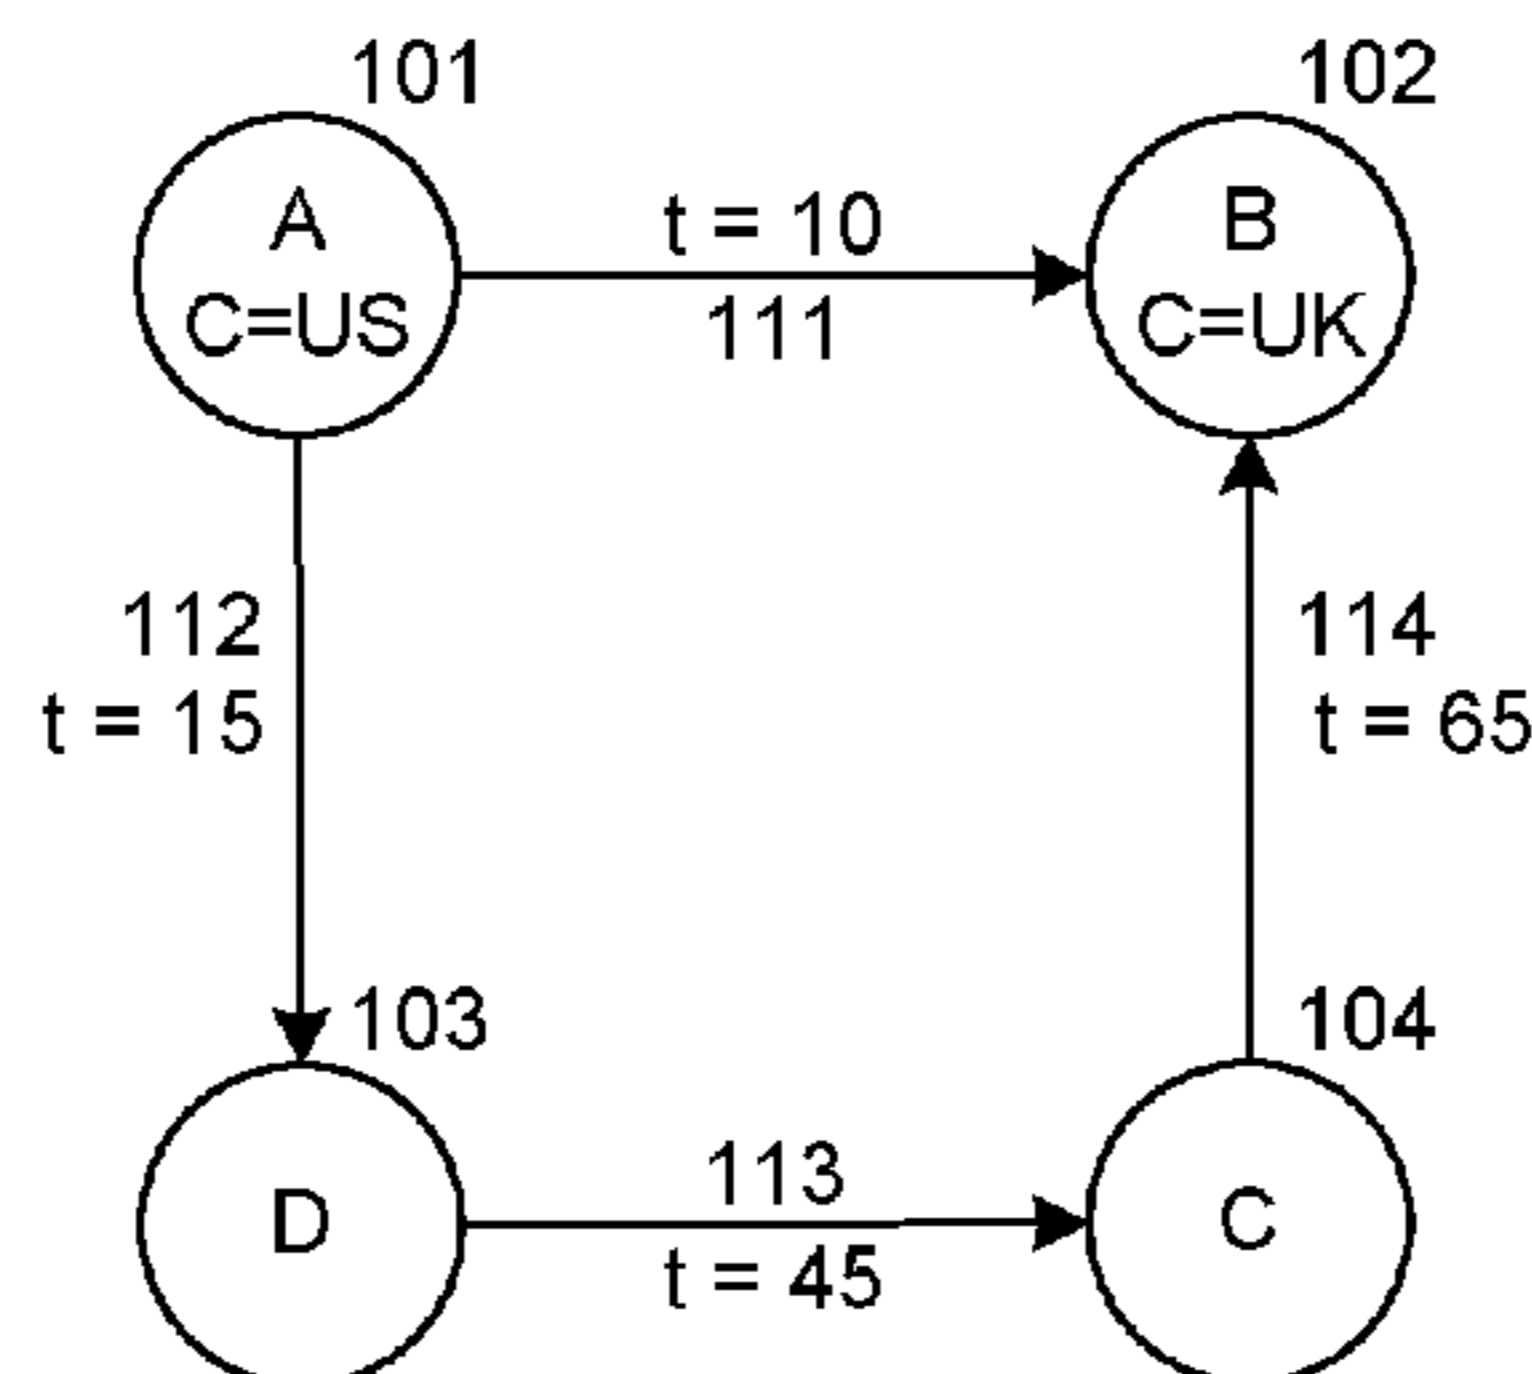 101
102
A
C=US
t = 10
111
B
C=UK
112
t = 15
114
t = 65
103
104
D
113
t = 45
C